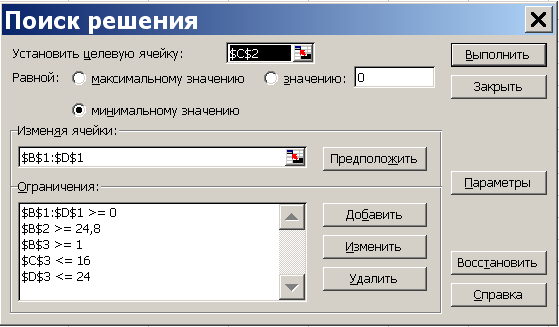 Поиск решения
Установить целевую ячейку: $C$2
Выполнить
Равной: максимальному значению значению: 0
Закрыть
минимальному значению
Изменяя ячейки:
$B$1:$D$1
Предположить
Ограничения:
Параметры
$B$1:$D$1 >= 0
Добавить
$B$2 >= 24,8
$B$3 >= 1
Изменить
$C$3 <= 16
Восстановить
$D$3 <= 24
Удалить
Справка